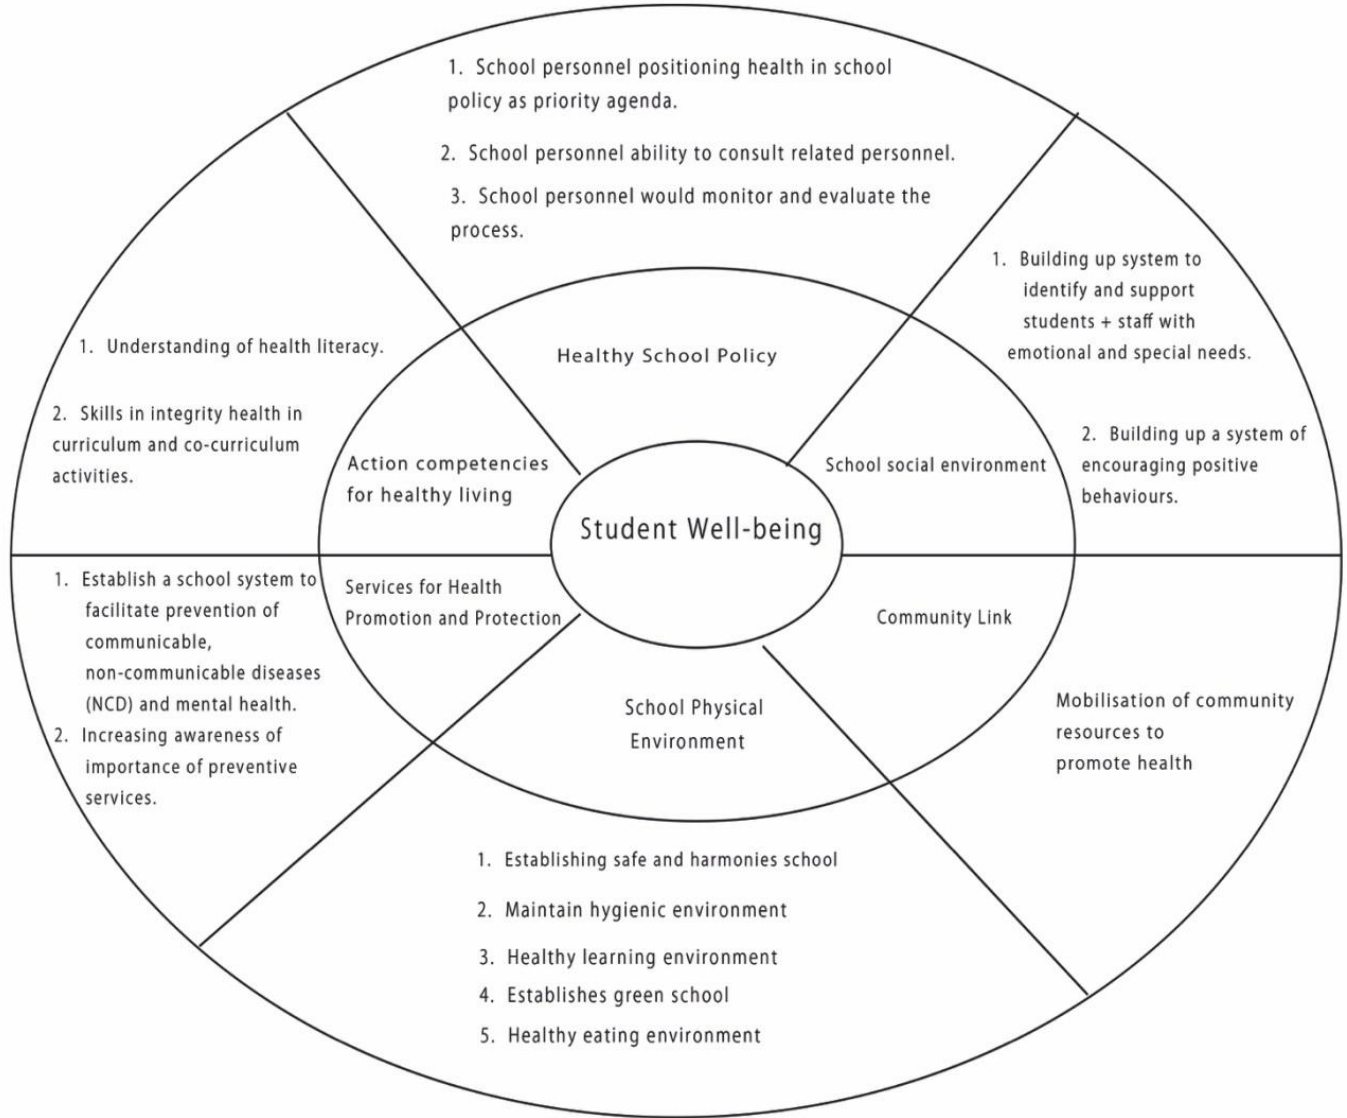 1. School personnel positioning health in school
policy as priority agenda.
2. School personnel ability to consult related personnel.
3. School personnel would monitor and evaluate the
process.
1. Building up system to
identify and support
students + staff with
emotional and special needs.
2. Building up a system of
encouraging positive
behaviours.
1. Understanding of health literacy.
2. Skills in integrity health in
curriculum and co-curriculum
activities.
Healthy School Policy
Action competencies
for healthy living
School social environment
Student Well-being
Services for Health
Promotion and Protection
Community Link
School Physical
Environment
1. Establish a school system to
facilitate prevention of
communicable,
non-communicable diseases
(NCD) and mental health.
2. Increasing awareness of
importance of preventive
services.
Mobilisation of community
resources to
promote health
1. Establishing safe and harmonies school
2. Maintain hygienic environment
3. Healthy learning environment
4. Establishes green school
5. Healthy eating environment